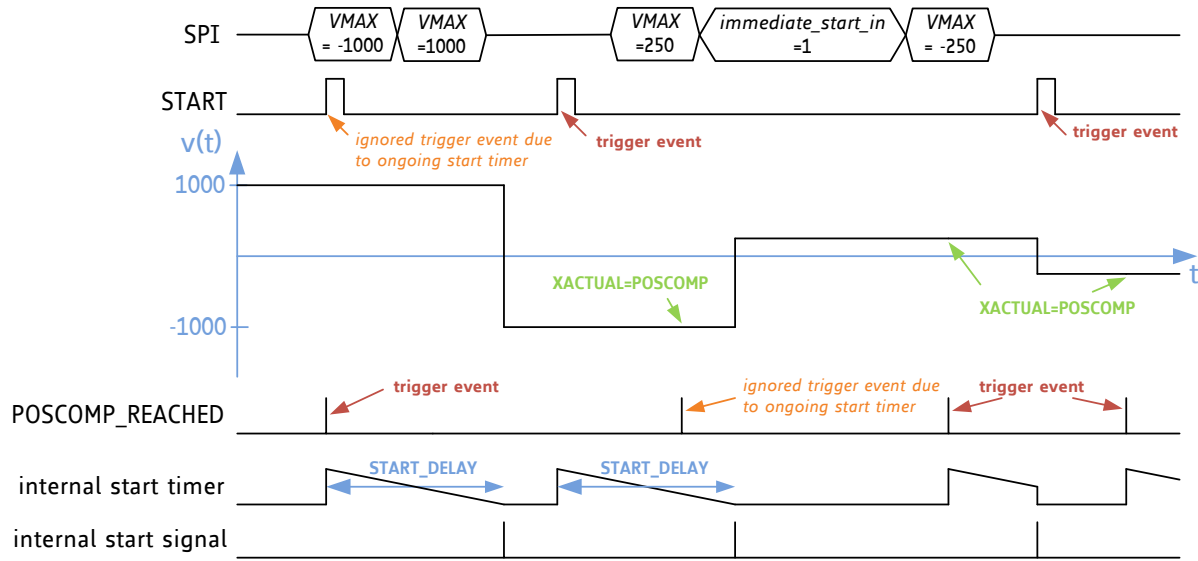 SPI
VMAX
= -1000
VMAX
=1000
VMAX
=250
immediate_start_in
=1
VMAX
= -250
START
ignored trigger event due
to ongoing start timer
trigger event
trigger event
v(t)
1000
XACTUAL=POSCOMP
t
XACTUAL=POSCOMP
-1000
trigger event
ignored trigger event due
to ongoing start timer
trigger event
POSCOMP_REACHED
START_DELAY
START_DELAY
internal start timer
internal start signal